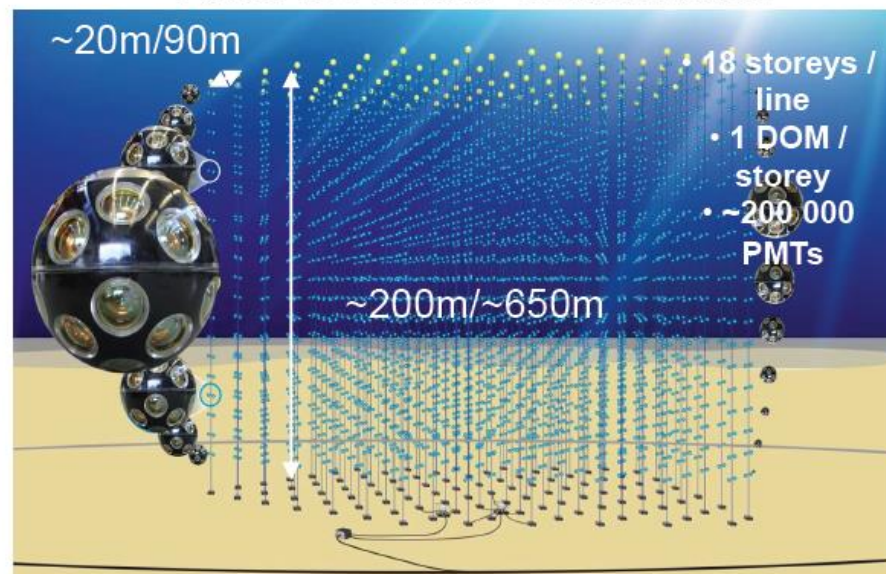 ~20m/90m
• 18 storeys /
line
• 1 DOM /
storey
• ~200 000
PMTs
~200m/~650m